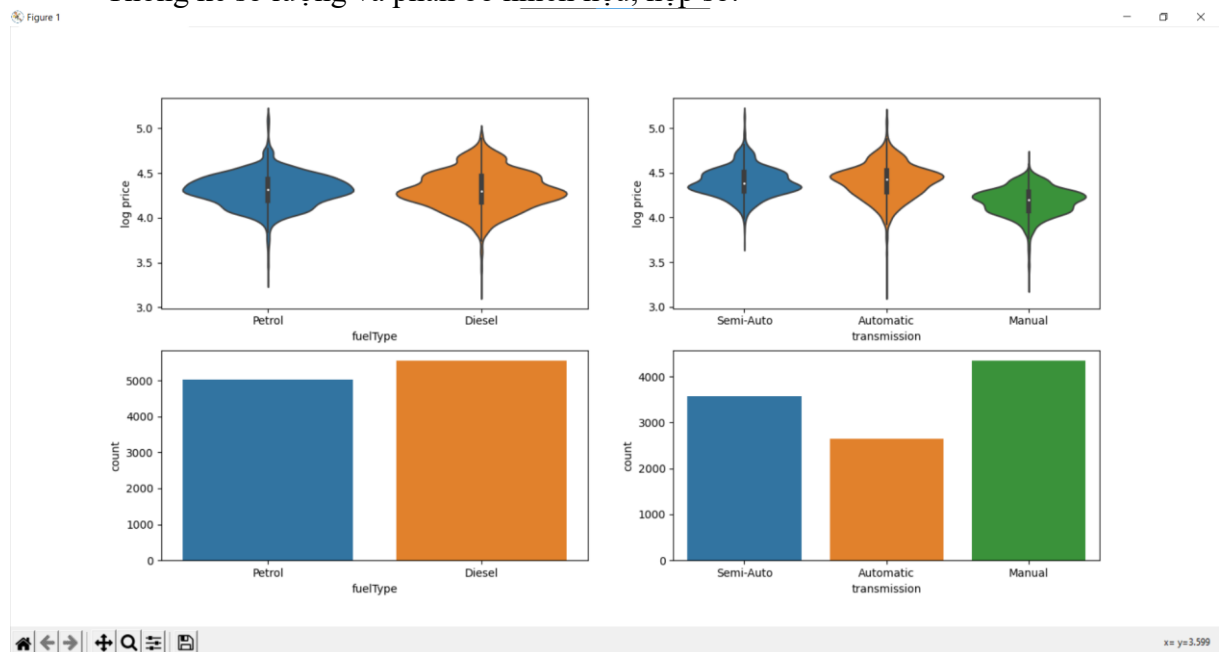 Figure 1
5.0
4.5
4.0
3.5
3.0
log price
Petrol
Diesel
fuelType
5.0
4.5
4.0
3.5
3.0
log price
Semi-Auto
Automatic
Manual
transmission
5000
4000
3000
2000
1000
0
count
Petrol
Diesel
fuelType
4000
3000
2000
1000
0
count
Semi-Auto
Automatic
Manual
transmission
x= y=3.599